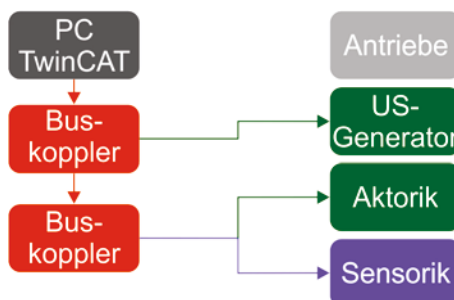 PC
TwinCAT
Bus-
koppler
Bus-
koppler
Antriebe
US-
Generator
Aktorik
Sensorik